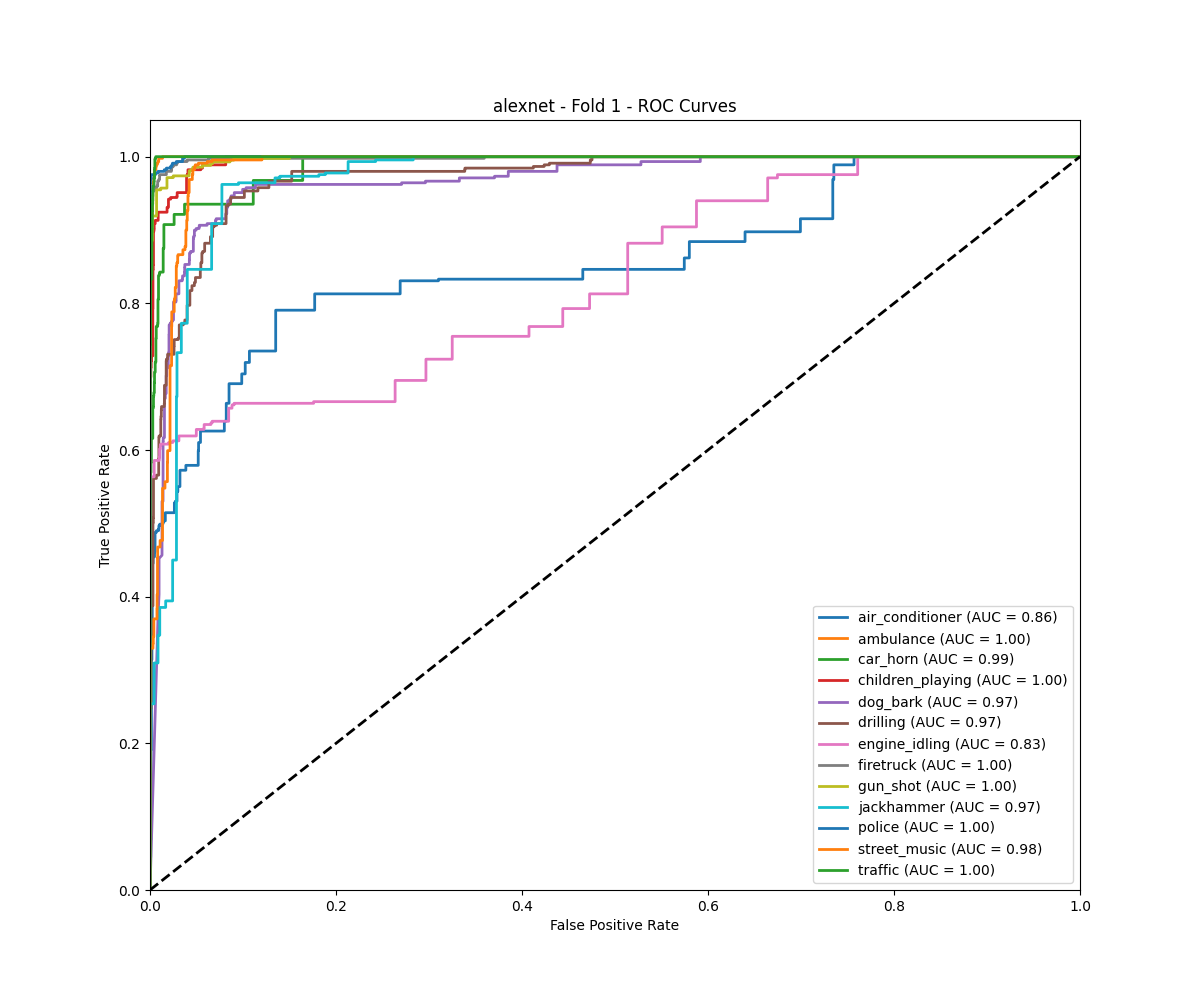 alexnet - Fold 1 - ROC Curves
1.0
0.8
0.6
0.4
0.2
0.0
True Positive Rate
0.0 0.2 0.4 0.6 0.8 1.0
False Positive Rate
air_conditioner (AUC = 0.86)
ambulance (AUC = 1.00)
car_horn (AUC = 0.99)
children_playing (AUC = 1.00)
dog_bark (AUC = 0.97)
drilling (AUC = 0.97)
engine_idling (AUC = 0.83)
firetruck (AUC = 1.00)
gun_shot (AUC = 1.00)
jackhammer (AUC = 0.97)
police (AUC = 1.00)
street_music (AUC = 0.98)
traffic (AUC = 1.00)